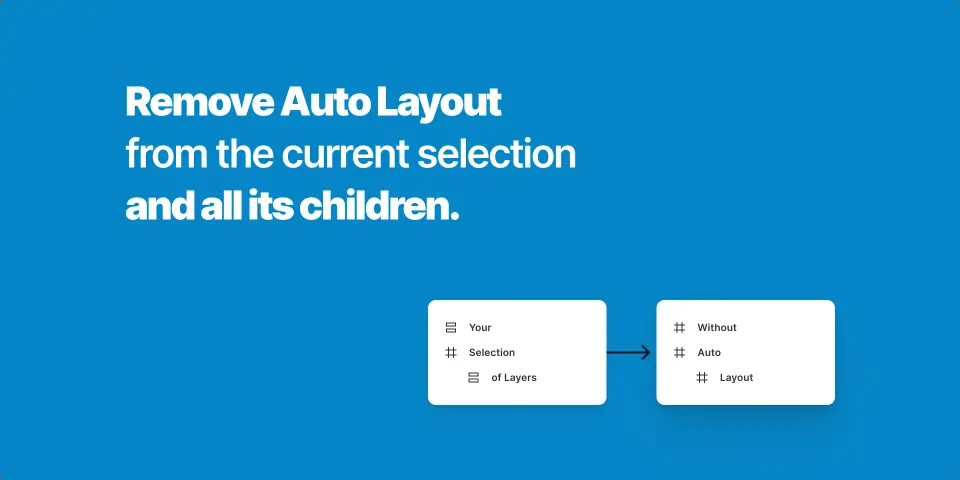 Remove Auto Layout
from the current selection
and all its children.
Your
Selection
of Layers
Without
Auto
Layout